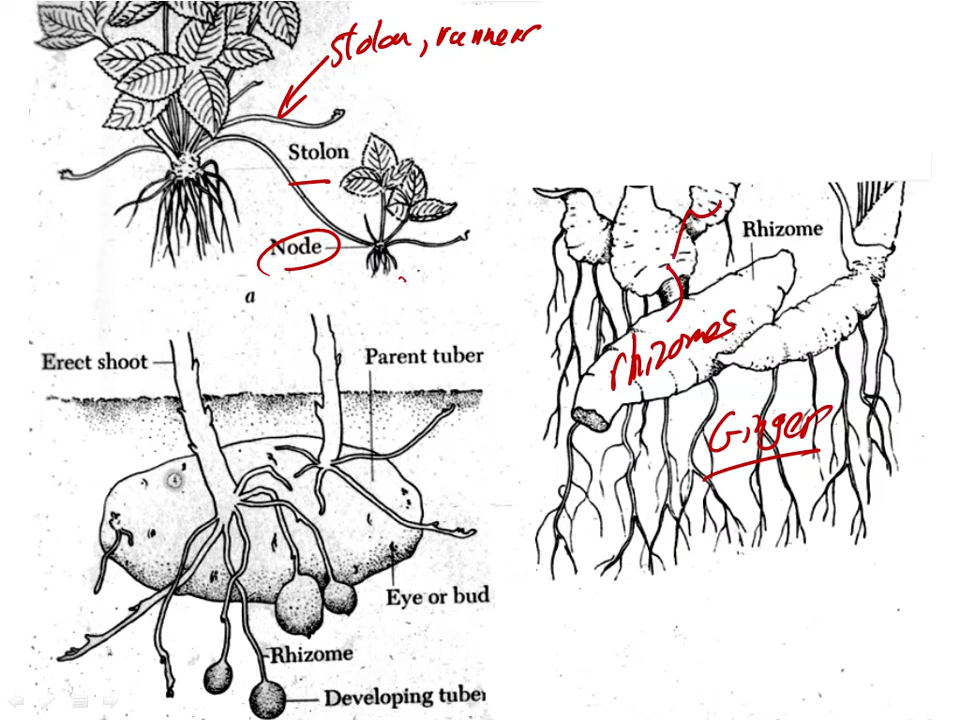 stolon, runner
Stolon
Node
a
Rhizome
rhizomes
Ginger
Erect shoot
Parent tuber
Eye or bud
Rhizome
Developing tuber